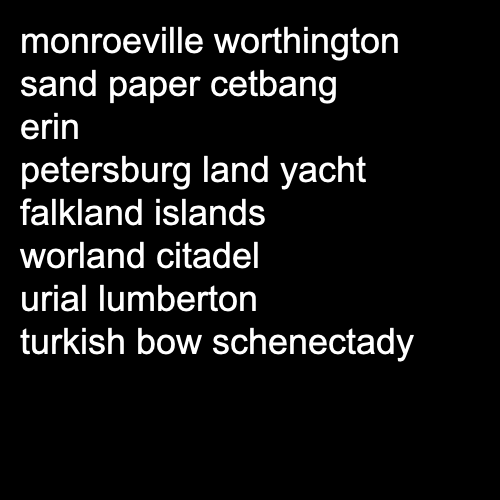 monroeville worthington
sand paper cetbang
erin
petersburg land yacht
falkland islands
worland citadel
urial lumberton
turkish bow schenectady